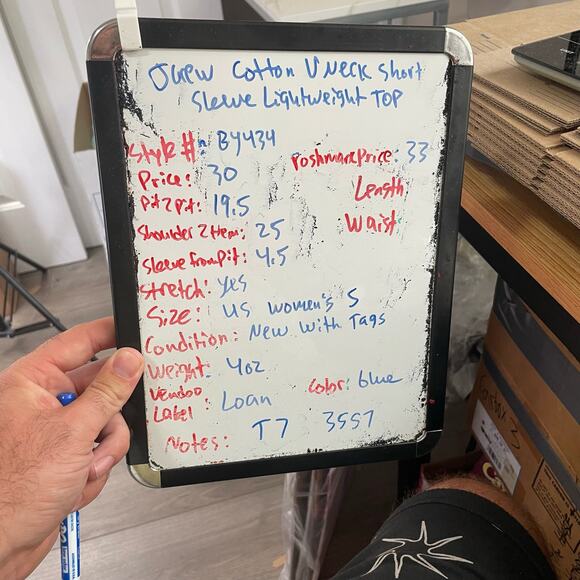 Jcrew Cotton V Neck Short
Sleeve Lightweight TOP
Style #: BY434
Poshmark Price: 33
Price: 30
Length
Pit2Pit: 19.5
Waist
Shoulder 2 Hem: 25
Sleeve from pit: 4.5
Stretch: yes
Size: US women's S
Condition: New With Tags
Weight: 4oz
Vendoo Label: Loan
Color: blue
Notes: T7 3557